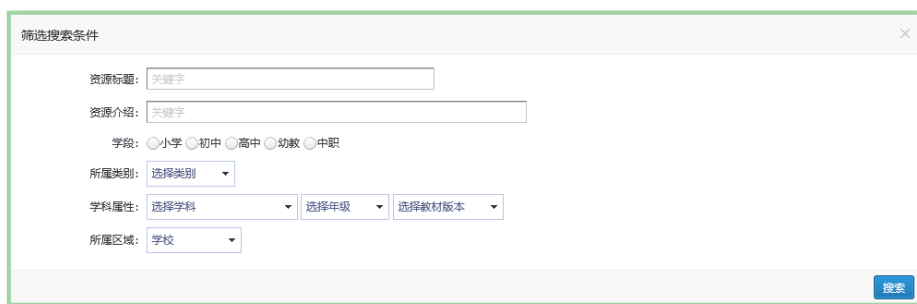 筛选搜索条件 ×
资源标题: 关键字
资源介绍: 关键字
学段: 小学 初中 高中 幼教 中职
所属类别: 选择类别
学科属性: 选择学科 选择年级 选择教材版本
所属区域: 学校
搜索